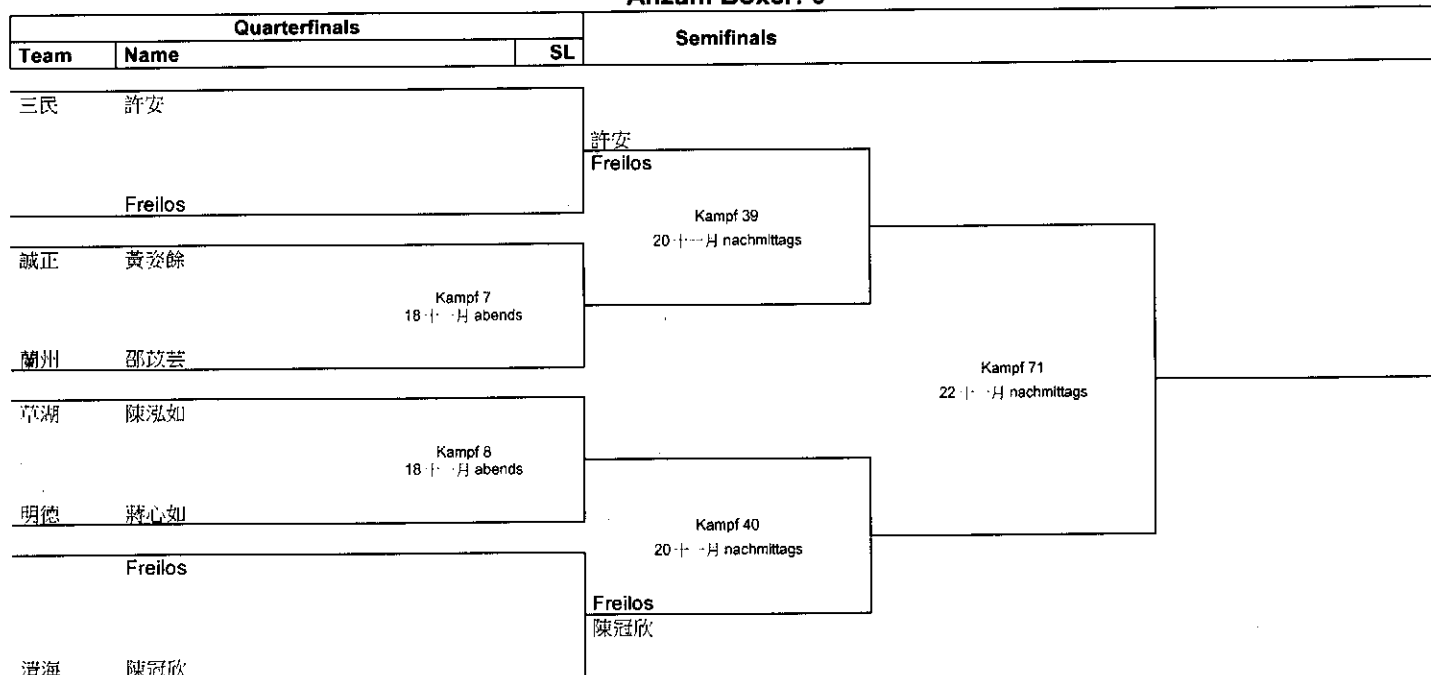 Quarterfinals
Semifinals
Team Name SL
三民 許安
許安
Freilos
Freilos
Kampf 39
20 十一月 nachmittags
誠正 黃姿餘
Kampf 7
18 十一月 abends
蘭州 邵苡芸
Kampf 71
22 十一月 nachmittags
草湖 陳泓如
Kampf 8
18 十一月 abends
明德 蔣心如
Kampf 40
20 十一月 nachmittags
Freilos
Freilos
陳冠欣
清海 陳冠欣